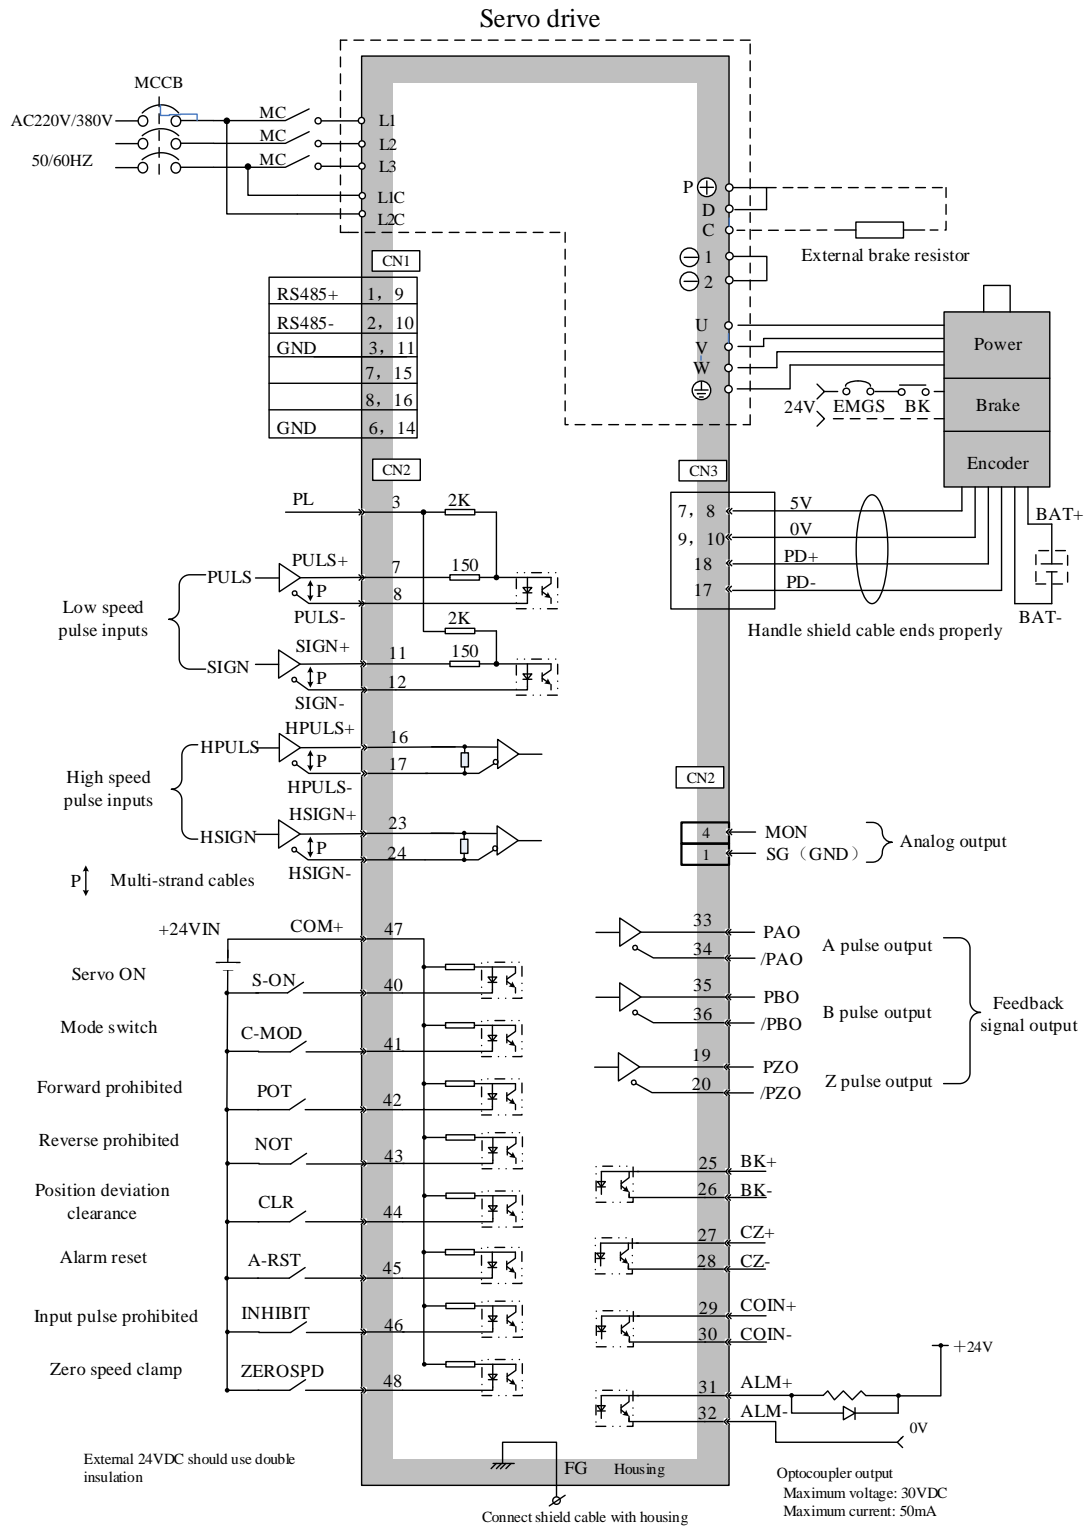 Servo drive
MCCB
AC220V/380V
50/60HZ
MC
MC
MC
L1
L2
L3
L1C
L2C
P
D
C
1
2
External brake resistor
U
V
W
Power
24V
EMGS
BK
Brake
Encoder
CN1
RS485+ 1, 9
RS485- 2, 10
GND 3, 11
7, 15
8, 16
GND 6, 14
CN2
CN3
7, 8 5V
9, 10 0V
18 PD+
17 PD-
BAT+
BAT-
Handle shield cable ends properly
PL 3 2K
PULS PULS+ 7 150
P 8
PULS-
2K
Low speed
pulse inputs
SIGN SIGN+ 11 150
P 12
SIGN-
HPULS HPULS+ 16
P 17
HPULS-
High speed
pulse inputs
HSIGN HSIGN+ 23
P 24
HSIGN-
P Multi-strand cables
CN2
4 MON
1 SG（GND）
Analog output
+24VIN COM+ 47
Servo ON S-ON 40
Mode switch C-MOD 41
Forward prohibited POT 42
Reverse prohibited NOT 43
Position deviation
clearance CLR 44
Alarm reset A-RST 45
Input pulse prohibited INHIBIT 46
Zero speed clamp ZEROSPD 48
33 PAO
34 /PAO
A pulse output
35 PBO
36 /PBO
B pulse output
19 PZO
20 /PZO
Z pulse output
Feedback
signal output
25 BK+
26 BK-
27 CZ+
28 CZ-
29 COIN+
30 COIN-
31 ALM+
32 ALM-
+24V
0V
External 24VDC should use double
insulation
FG Housing
Connect shield cable with housing
Optocoupler output
Maximum voltage: 30VDC
Maximum current: 50mA